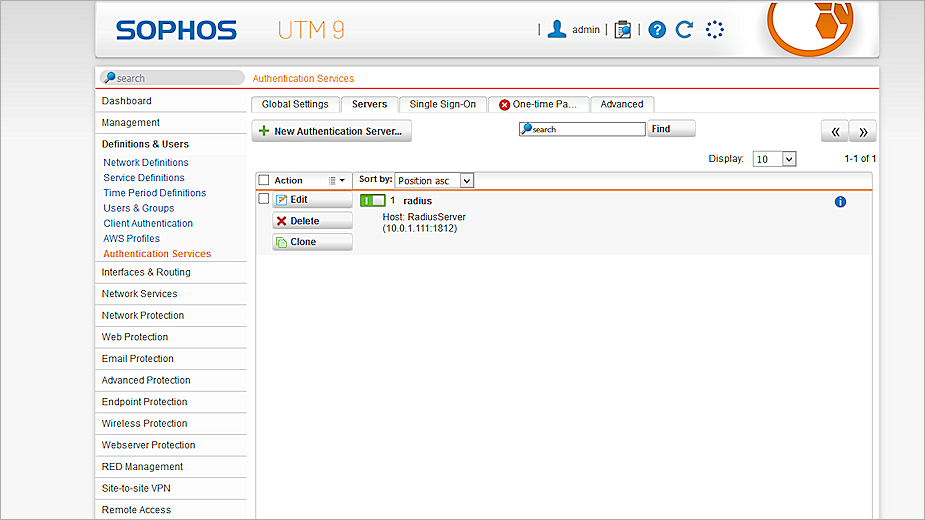 SOPHOS UTM 9
| admin | ?
search
Authentication Services
Dashboard
Management
Definitions & Users
Network Definitions
Service Definitions
Time Period Definitions
Users & Groups
Client Authentication
AWS Profiles
Authentication Services
Interfaces & Routing
Network Services
Network Protection
Web Protection
Email Protection
Advanced Protection
Endpoint Protection
Wireless Protection
Webserver Protection
RED Management
Site-to-site VPN
Remote Access
Global Settings Servers Single Sign-On One-time Pa... Advanced
+ New Authentication Server... search Find « »
Display: 10 1-1 of 1
Action Sort by: Position asc
Edit 1 radius i
Delete Host: RadiusServer
(10.0.1.111:1812)
Clone